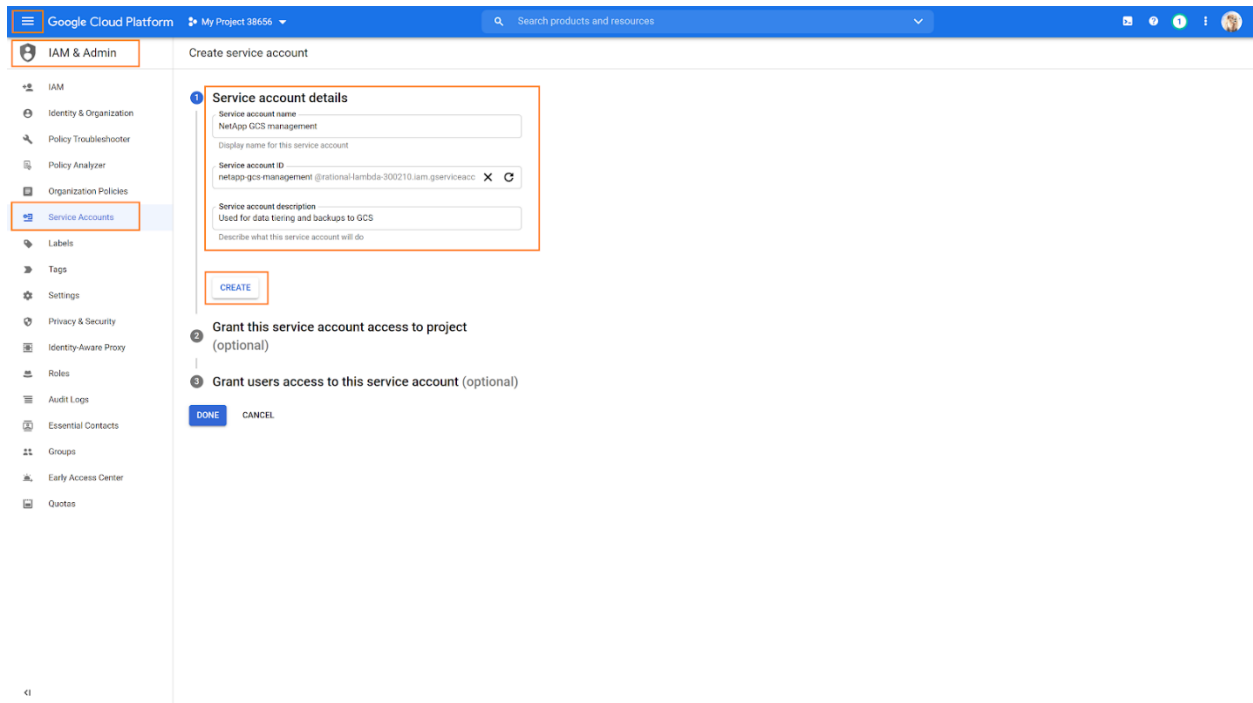 Google Cloud Platform
My Project 38656
Search products and resources
1
IAM & Admin
Create service account
IAM
Identity & Organization
Policy Troubleshooter
Policy Analyzer
Organization Policies
Service Accounts
Labels
Tags
Settings
Privacy & Security
Identity-Aware Proxy
Roles
Audit Logs
Essential Contacts
Groups
Early Access Center
Quotas
1
Service account details
Service account name
NetApp GCS management
Display name for this service account
Service account ID
netapp-gcs-management @rational-lambda-300210.iam.gserviceacc
Service account description
Used for data tiering and backups to GCS
Describe what this service account will do
CREATE
2
Grant this service account access to project
(optional)
3
Grant users access to this service account (optional)
DONE
CANCEL